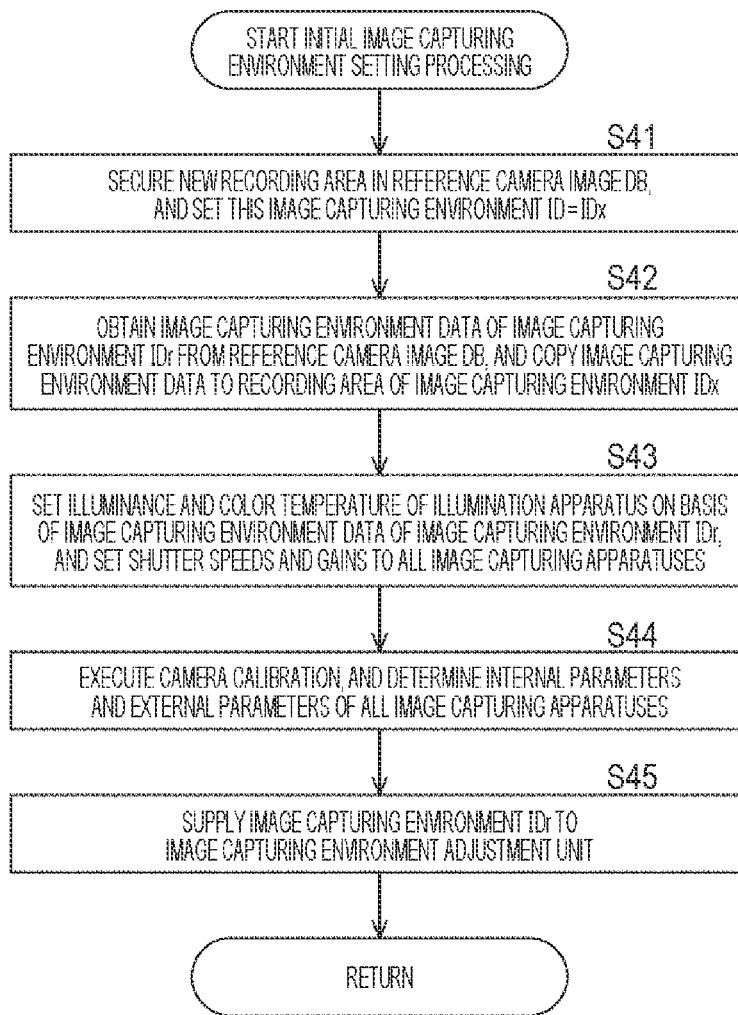 START INITIAL IMAGE CAPTURING
ENVIRONMENT SETTING PROCESSING
S41
SECURE NEW RECORDING AREA IN REFERENCE CAMERA IMAGE DB,
AND SET THIS IMAGE CAPTURING ENVIRONMENT ID = IDx
S42
OBTAIN IMAGE CAPTURING ENVIRONMENT DATA OF IMAGE CAPTURING
ENVIRONMENT IDr FROM REFERENCE CAMERA IMAGE DB, AND COPY IMAGE CAPTURING
ENVIRONMENT DATA TO RECORDING AREA OF IMAGE CAPTURING ENVIRONMENT IDx
S43
SET ILLUMINANCE AND COLOR TEMPERATURE OF ILLUMINATION APPARATUS ON BASIS
OF IMAGE CAPTURING ENVIRONMENT DATA OF IMAGE CAPTURING ENVIRONMENT IDr,
AND SET SHUTTER SPEEDS AND GAINS TO ALL IMAGE CAPTURING APPARATUSES
S44
EXECUTE CAMERA CALIBRATION, AND DETERMINE INTERNAL PARAMETERS
AND EXTERNAL PARAMETERS OF ALL IMAGE CAPTURING APPARATUSES
S45
SUPPLY IMAGE CAPTURING ENVIRONMENT IDr TO
IMAGE CAPTURING ENVIRONMENT ADJUSTMENT UNIT
RETURN